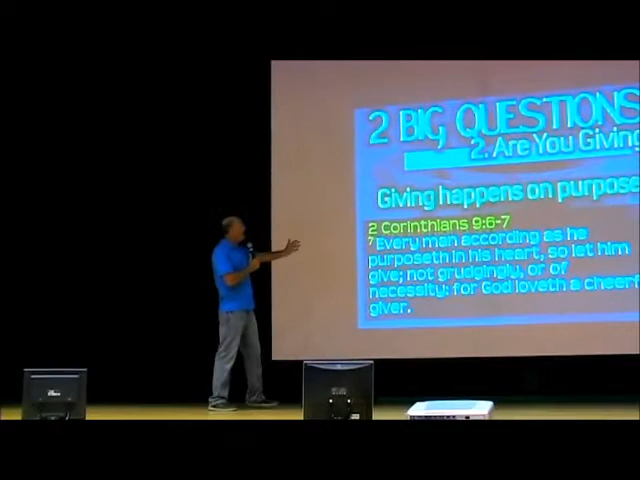 2 BIG QUESTIONS
2. Are You Giving
Giving happens on purpose
2 Corinthians 9:6-7
7 Every man according as he
purposeth in his heart, so let him
give; not grudgingly, or of
necessity: for God loveth a cheerf
giver.